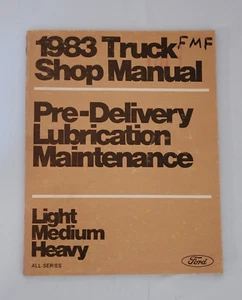 1983 Truck FMF
Shop Manual
Pre-Delivery
Lubrication
Maintenance
Light
Medium
Heavy
ALL SERIES
Ford